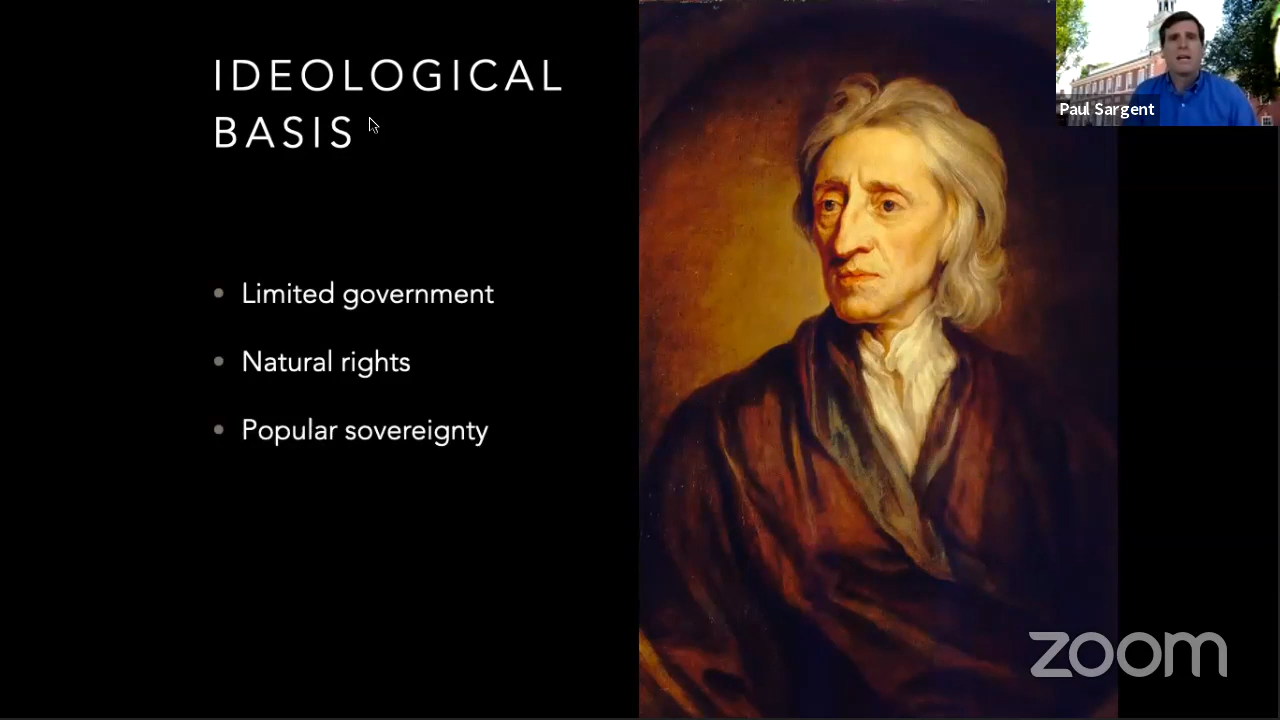 IDEOLOGICAL
BASIS
Limited government
Natural rights
Popular sovereignty
Paul Sargent
zoom